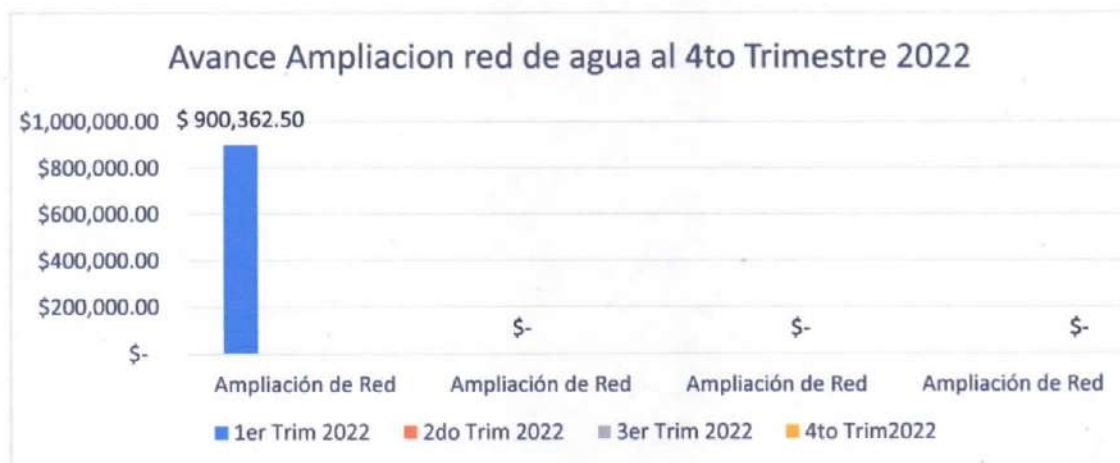 Avance Ampliacion red de agua al 4to Trimestre 2022
$1,000,000.00
$ 900,362.50
$800,000.00
$600,000.00
$400,000.00
$200,000.00
$-
$-
$-
$-
Ampliación de Red
Ampliación de Red
Ampliación de Red
Ampliación de Red
1er Trim 2022
2do Trim 2022
3er Trim 2022
4to Trim2022